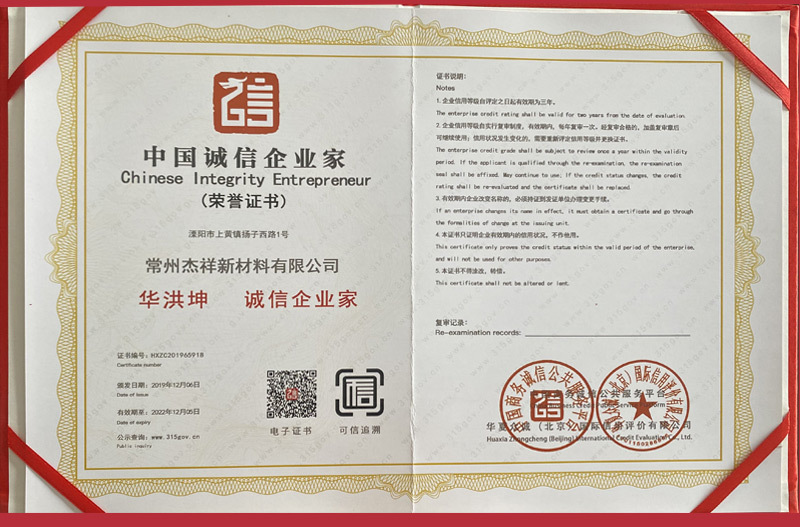 信
中国诚信企业家
Chinese Integrity Entrepreneur
（荣誉证书）
溧阳市上黄镇扬子西路1号
常州杰祥新材料有限公司
华洪坤 诚信企业家
证书编号：HXZC201965918
Certificate number
颁发日期：2019年12月06日
Date of issue
有效期至：2022年12月05日
Date of expiry
公示查询：www.315gov.cn
Public inquiry
电子证书
信
可信追溯
证书说明：
Notes
1. 企业信用等级自评定之日起有效期为三年。
The enterprise credit rating shall be valid for two years from the date of evaluation.
2. 企业信用等级自实行复审制度，有效期内，每年复审一次。经复审合格的，加盖复审章后
可继续使用；信用状况发生变化的，需要重新评定信用等级并更换证书。
The enterprise credit grade shall be subject to review once a year within the validity
period. If the applicant is qualified through the re-examination, the re-examination
seal shall be affixed. May continue to use; If the credit status changes, the credit
rating shall be re-evaluated and the certificate shall be replaced.
3. 有效期内企业改变名称的，必须持证到发证单位办理变更手续。
If an enterprise changes its name in effect, it must obtain a certificate and go through
the formalities of change at the issuing unit.
4. 本证书只证明企业有效期内的信用状况，不作他用。
This certificate only proves the credit status within the validity period of the enterprise,
and will not be used for other purposes.
5. 本证书不得涂改、转借。
This certificate shall not be altered or lent.
复审记录：
Re-examination records:
中国商务诚信公共服务平台
信
华夏众诚（北京）国际信用评价有限公司
Huaxia Zhongcheng (Beijing) International Credit Evaluation Co., Ltd.